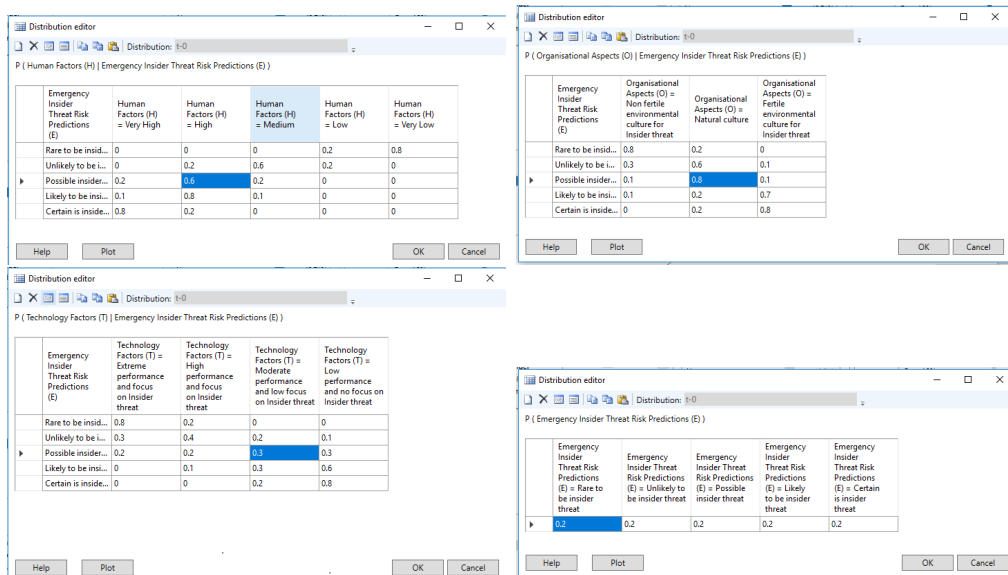 Distribution editor
Distribution: t-0
P ( Human Factors (H) | Emergency Insider Threat Risk Predictions (E) )
Emergency Insider Threat Risk Predictions (E)
Human Factors (H) = Very High
Human Factors (H) = High
Human Factors (H) = Medium
Human Factors (H) = Low
Human Factors (H) = Very Low
Rare to be insid... 0 0 0 0.2 0.8
Unlikely to be i... 0 0.2 0.6 0.2 0
Possible insider... 0.2 0.6 0.2 0 0
Likely to be insi... 0.1 0.8 0.1 0 0
Certain is inside... 0.8 0.2 0 0 0
Help Plot OK Cancel
Distribution editor
Distribution: t-0
P ( Organisational Aspects (O) | Emergency Insider Threat Risk Predictions (E) )
Emergency Insider Threat Risk Predictions (E)
Organisational Aspects (O) = Non fertile environmental culture for Insider threat
Organisational Aspects (O) = Natural culture
Organisational Aspects (O) = Fertile environmental culture for Insider threat
Rare to be insid... 0.8 0.2 0
Unlikely to be i... 0.3 0.6 0.1
Possible insider... 0.1 0.8 0.1
Likely to be insi... 0.1 0.2 0.7
Certain is inside... 0 0.2 0.8
Help Plot OK Cancel
Distribution editor
Distribution: t-0
P ( Technology Factors (T) | Emergency Insider Threat Risk Predictions (E) )
Emergency Insider Threat Risk Predictions (E)
Technology Factors (T) = Extreme performance and focus on Insider threat
Technology Factors (T) = High performance and focus on Insider threat
Technology Factors (T) = Moderate performance and low focus on Insider threat
Technology Factors (T) = Low performance and no focus on Insider threat
Rare to be insid... 0.8 0.2 0 0
Unlikely to be i... 0.3 0.4 0.2 0.1
Possible insider... 0.2 0.2 0.3 0.3
Likely to be insi... 0 0.1 0.3 0.6
Certain is inside... 0 0 0.2 0.8
Help Plot OK Cancel
Distribution editor
Distribution: t-0
P ( Emergency Insider Threat Risk Predictions (E) )
Emergency Insider Threat Risk Predictions (E) = Rare to be insider threat
Emergency Insider Threat Risk Predictions (E) = Unlikely to be insider threat
Emergency Insider Threat Risk Predictions (E) = Possible insider threat
Emergency Insider Threat Risk Predictions (E) = Likely to be insider threat
Emergency Insider Threat Risk Predictions (E) = Certain is insider threat
0.2 0.2 0.2 0.2 0.2
Help Plot OK Cancel